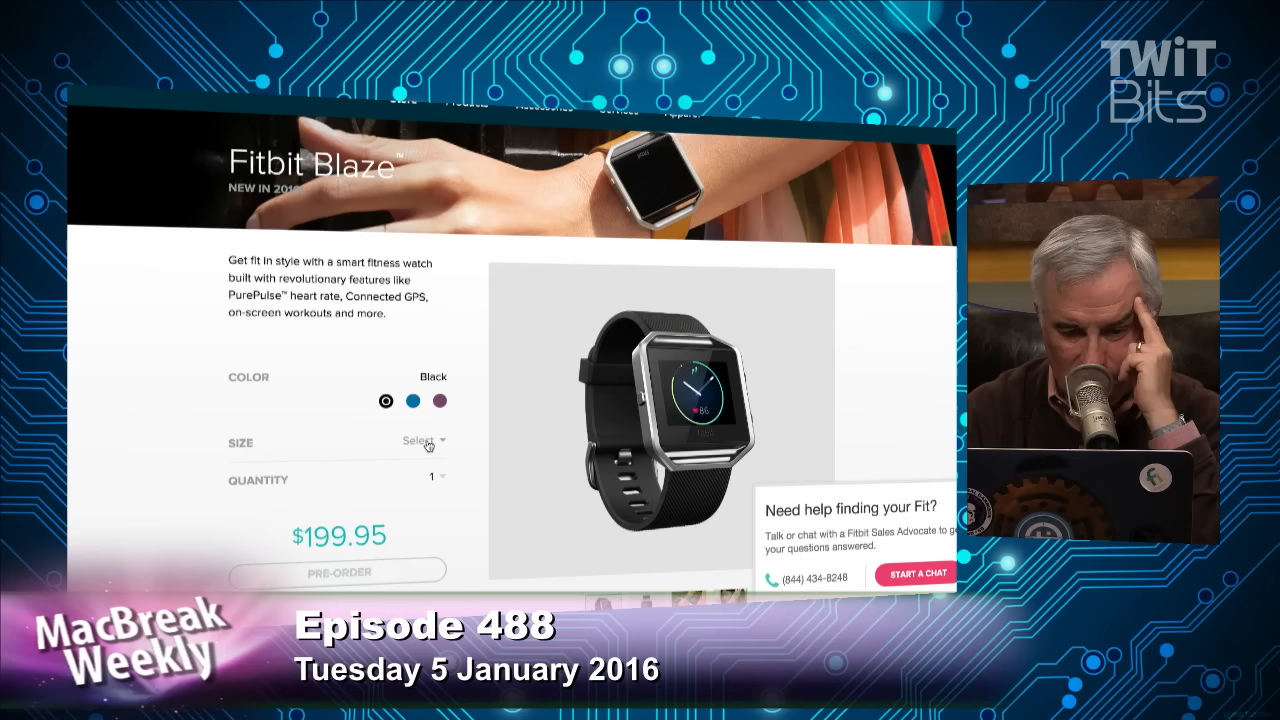 TWiT
Bits
Fitbit Blaze™
NEW IN 2016
Get fit in style with a smart fitness watch
built with revolutionary features like
PurePulse™ heart rate, Connected GPS,
on-screen workouts and more.
COLOR
Black
SIZE
Select
QUANTITY
1
$199.95
PRE-ORDER
86
Need help finding your Fit?
Talk or chat with a Fitbit Sales Advocate to ge
your questions answered.
(844) 434-8248
START A CHAT
MacBreak
Weekly
Episode 488
Tuesday 5 January 2016